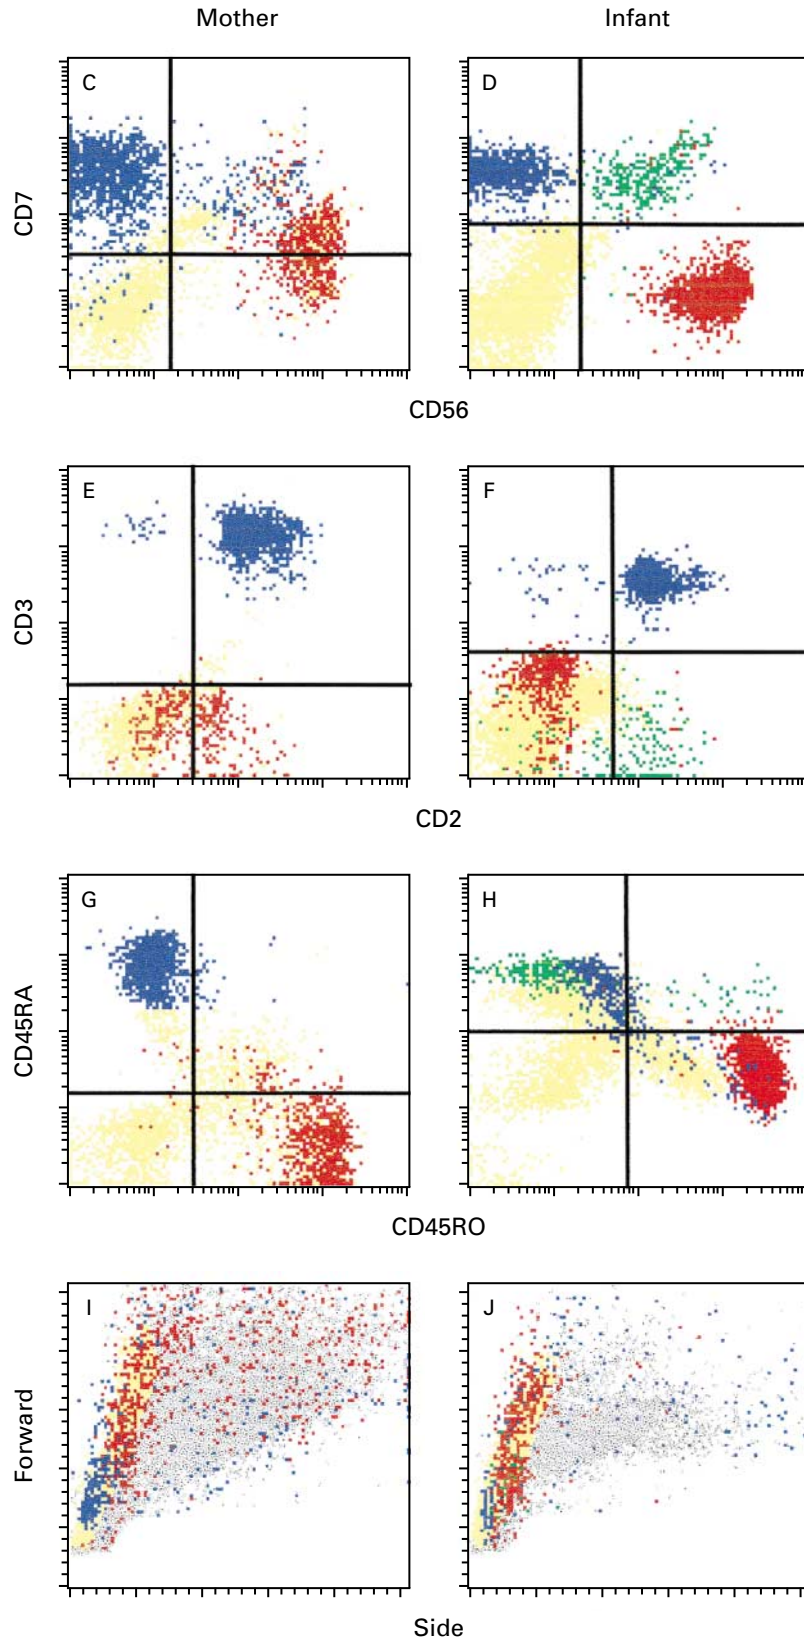 Mother Infant
C D
CD7
CD56
E F
CD3
CD2
G H
CD45RA
CD45RO
I J
Forward
Side